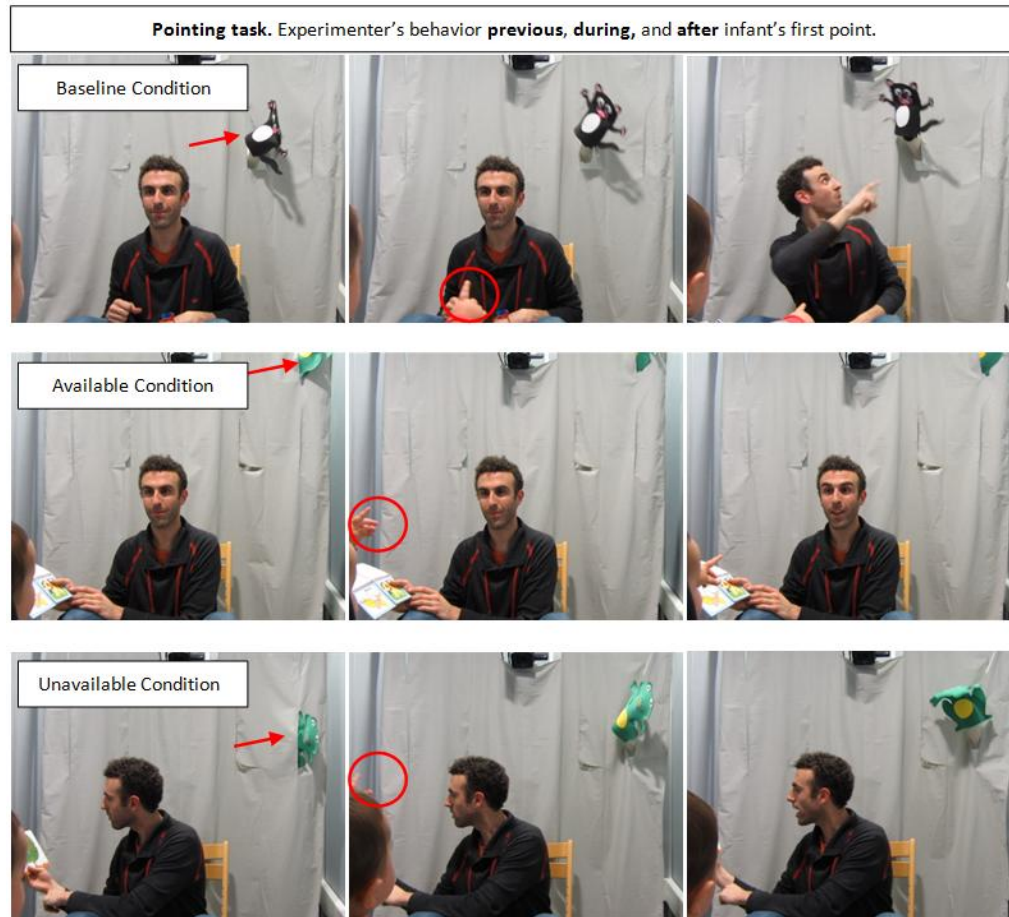 Pointing task. Experimenter's behavior previous, during, and after infant's first point.
Baseline Condition
Available Condition
Unavailable Condition